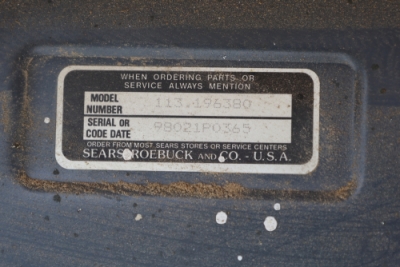 WHEN ORDERING PARTS OR
SERVICE ALWAYS MENTION
MODEL
NUMBER
113.196380
SERIAL OR
CODE DATE
98021P0365
ORDER FROM MOST SEARS STORES OR SERVICE CENTERS
SEARS, ROEBUCK AND CO. - U.S.A.